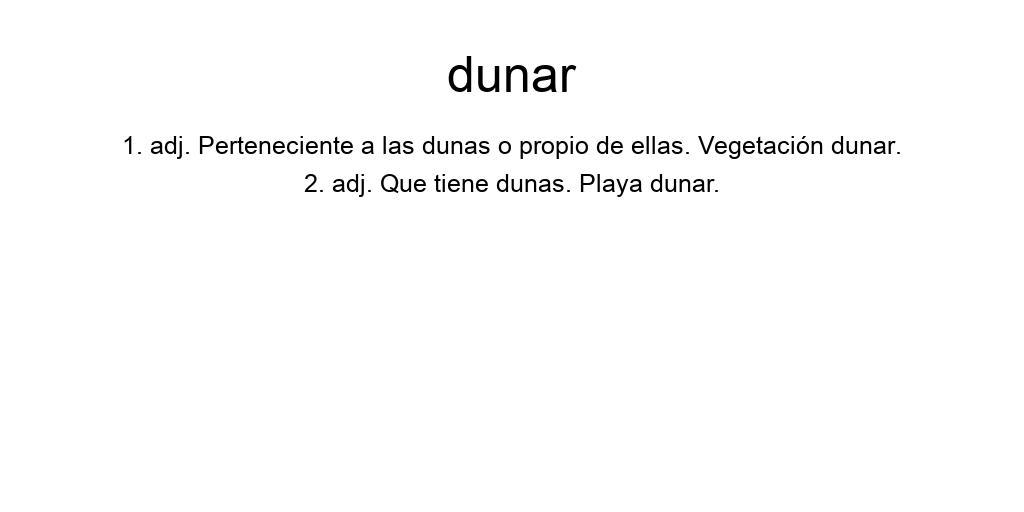 dunar
1. adj. Perteneciente a las dunas o propio de ellas. Vegetación dunar.
2. adj. Que tiene dunas. Playa dunar.